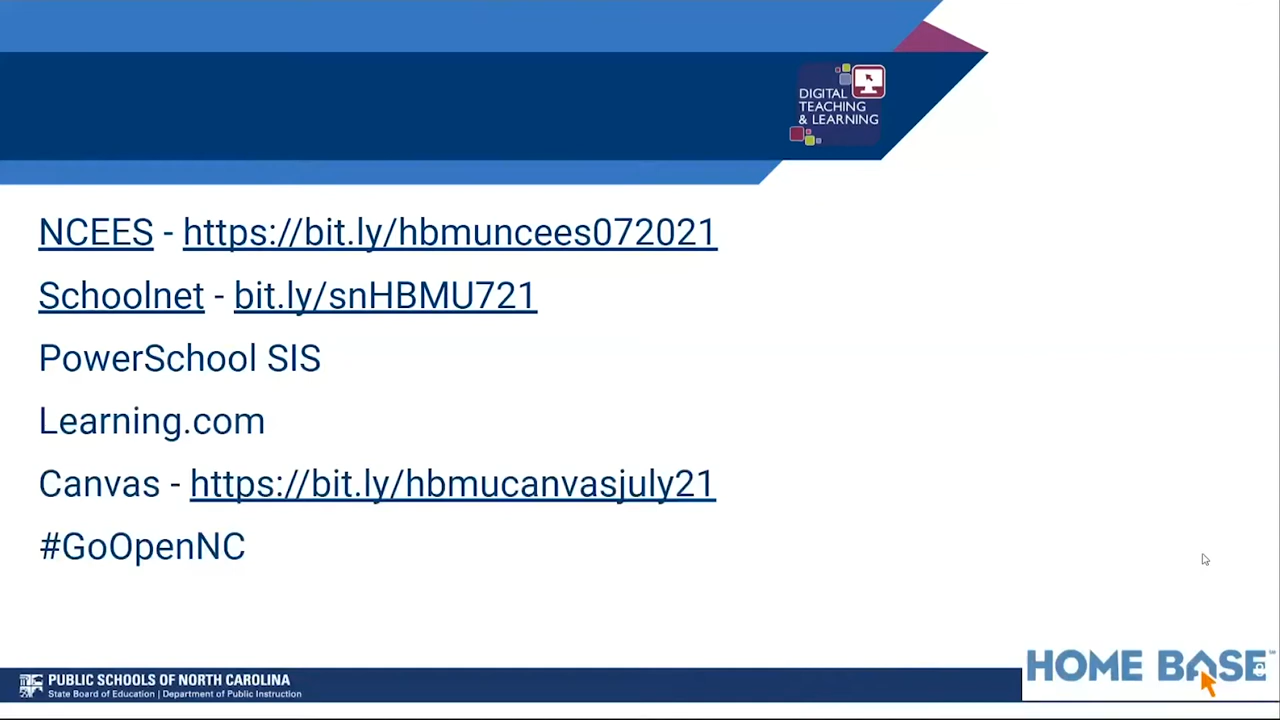 DIGITAL
TEACHING
& LEARNING
NCEES - https://bit.ly/hbmuncees072021
Schoolnet - bit.ly/snHBMU721
PowerSchool SIS
Learning.com
Canvas - https://bit.ly/hbmucanvasjuly21
#GoOpenNC
HOME BASE
PUBLIC SCHOOLS OF NORTH CAROLINA
State Board of Education | Department of Public Instruction